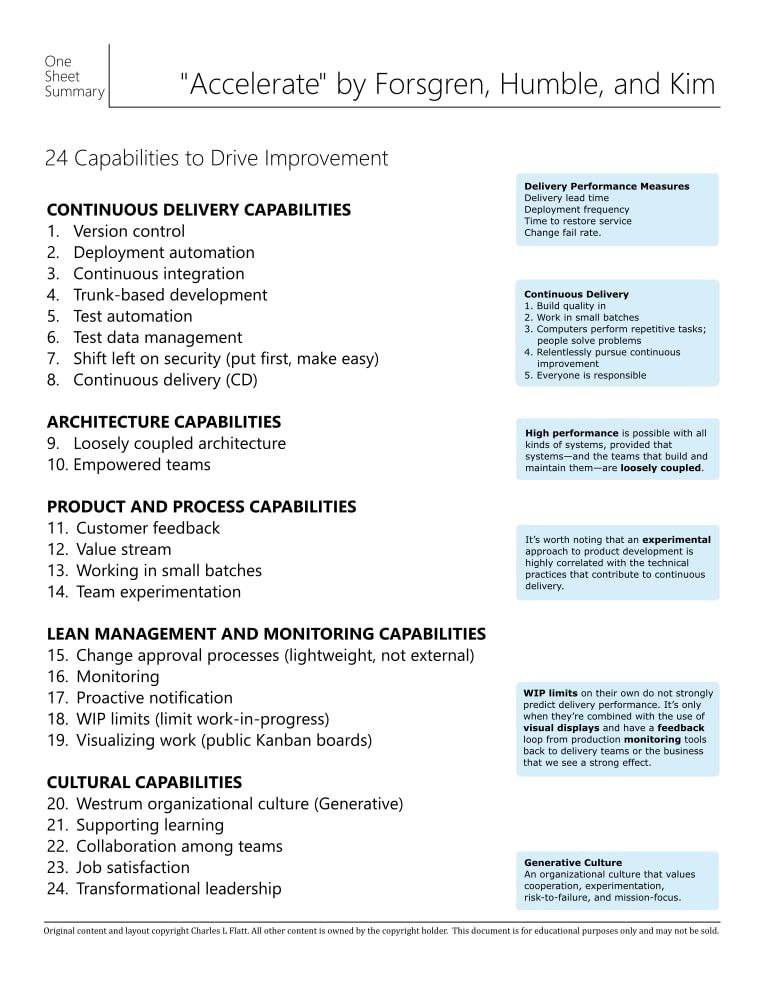 One
Sheet
Summary
"Accelerate" by Forsgren, Humble, and Kim
24 Capabilities to Drive Improvement
CONTINUOUS DELIVERY CAPABILITIES
1. Version control
2. Deployment automation
3. Continuous integration
4. Trunk-based development
5. Test automation
6. Test data management
7. Shift left on security (put first, make easy)
8. Continuous delivery (CD)
ARCHITECTURE CAPABILITIES
9. Loosely coupled architecture
10. Empowered teams
PRODUCT AND PROCESS CAPABILITIES
11. Customer feedback
12. Value stream
13. Working in small batches
14. Team experimentation
LEAN MANAGEMENT AND MONITORING CAPABILITIES
15. Change approval processes (lightweight, not external)
16. Monitoring
17. Proactive notification
18. WIP limits (limit work-in-progress)
19. Visualizing work (public Kanban boards)
CULTURAL CAPABILITIES
20. Westrum organizational culture (Generative)
21. Supporting learning
22. Collaboration among teams
23. Job satisfaction
24. Transformational leadership
Delivery Performance Measures
Delivery lead time
Deployment frequency
Time to restore service
Change fail rate.
Continuous Delivery
1. Build quality in
2. Work in small batches
3. Computers perform repetitive tasks;
people solve problems
4. Relentlessly pursue continuous
improvement
5. Everyone is responsible
High performance is possible with all
kinds of systems, provided that
systems—and the teams that build and
maintain them—are loosely coupled.
It's worth noting that an experimental
approach to product development is
highly correlated with the technical
practices that contribute to continuous
delivery.
WIP limits on their own do not strongly
predict delivery performance. It's only
when they're combined with the use of
visual displays and have a feedback
loop from production monitoring tools
back to delivery teams or the business
that we see a strong effect.
Generative Culture
An organizational culture that values
cooperation, experimentation,
risk-to-failure, and mission-focus.
Original content and layout copyright Charles L Flatt. All other content is owned by the copyright holder. This document is for educational purposes only and may not be sold.